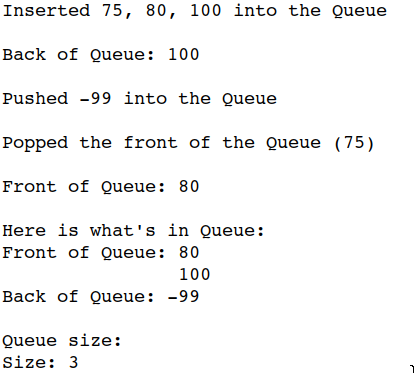 Inserted 75, 80, 100 into the Queue
Back of Queue: 100
Pushed -99 into the Queue
Popped the front of the Queue (75)
Front of Queue: 80
Here is what's in Queue:
Front of Queue: 80
100
Back of Queue: -99
Queue size:
Size: 3